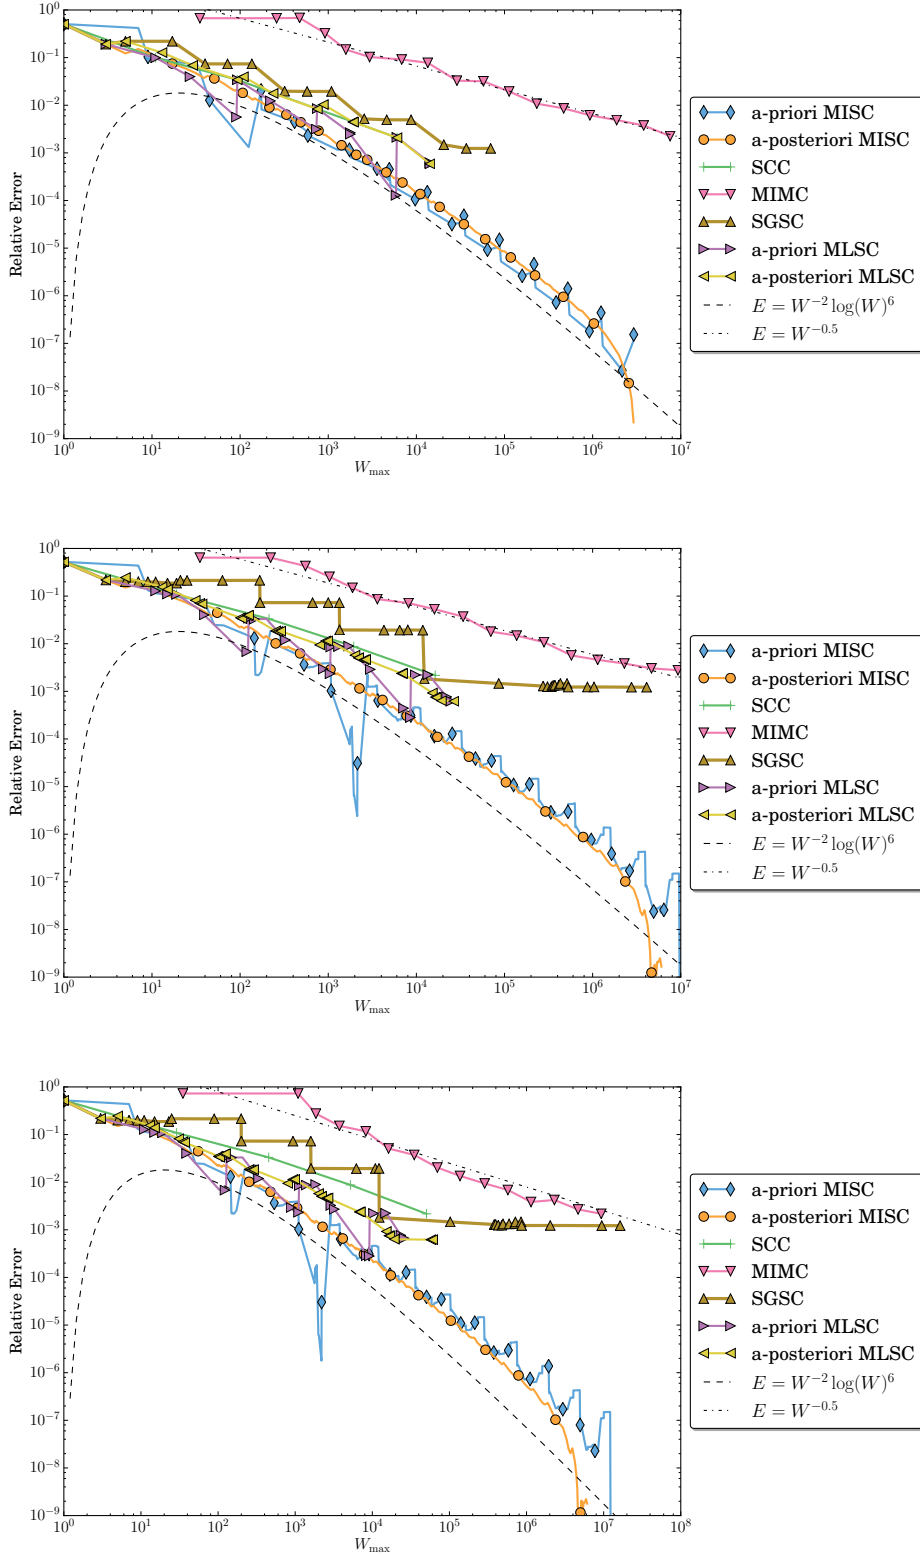 10^0
10^-1
10^-2
10^-3
10^-4
10^-5
10^-6
10^-7
10^-8
10^-9
Relative Error
10^0 10^1 10^2 10^3 10^4 10^5 10^6 10^7
W_max
a-priori MISC
a-posteriori MISC
SCC
MIMC
SGSC
a-priori MLSC
a-posteriori MLSC
E = W^-2 log(W)^6
E = W^-0.5
10^0
10^-1
10^-2
10^-3
10^-4
10^-5
10^-6
10^-7
10^-8
10^-9
Relative Error
10^0 10^1 10^2 10^3 10^4 10^5 10^6 10^7
W_max
a-priori MISC
a-posteriori MISC
SCC
MIMC
SGSC
a-priori MLSC
a-posteriori MLSC
E = W^-2 log(W)^6
E = W^-0.5
10^0
10^-1
10^-2
10^-3
10^-4
10^-5
10^-6
10^-7
10^-8
10^-9
Relative Error
10^0 10^1 10^2 10^3 10^4 10^5 10^6 10^7 10^8
W_max
a-priori MISC
a-posteriori MISC
SCC
MIMC
SGSC
a-priori MLSC
a-posteriori MLSC
E = W^-2 log(W)^6
E = W^-0.5